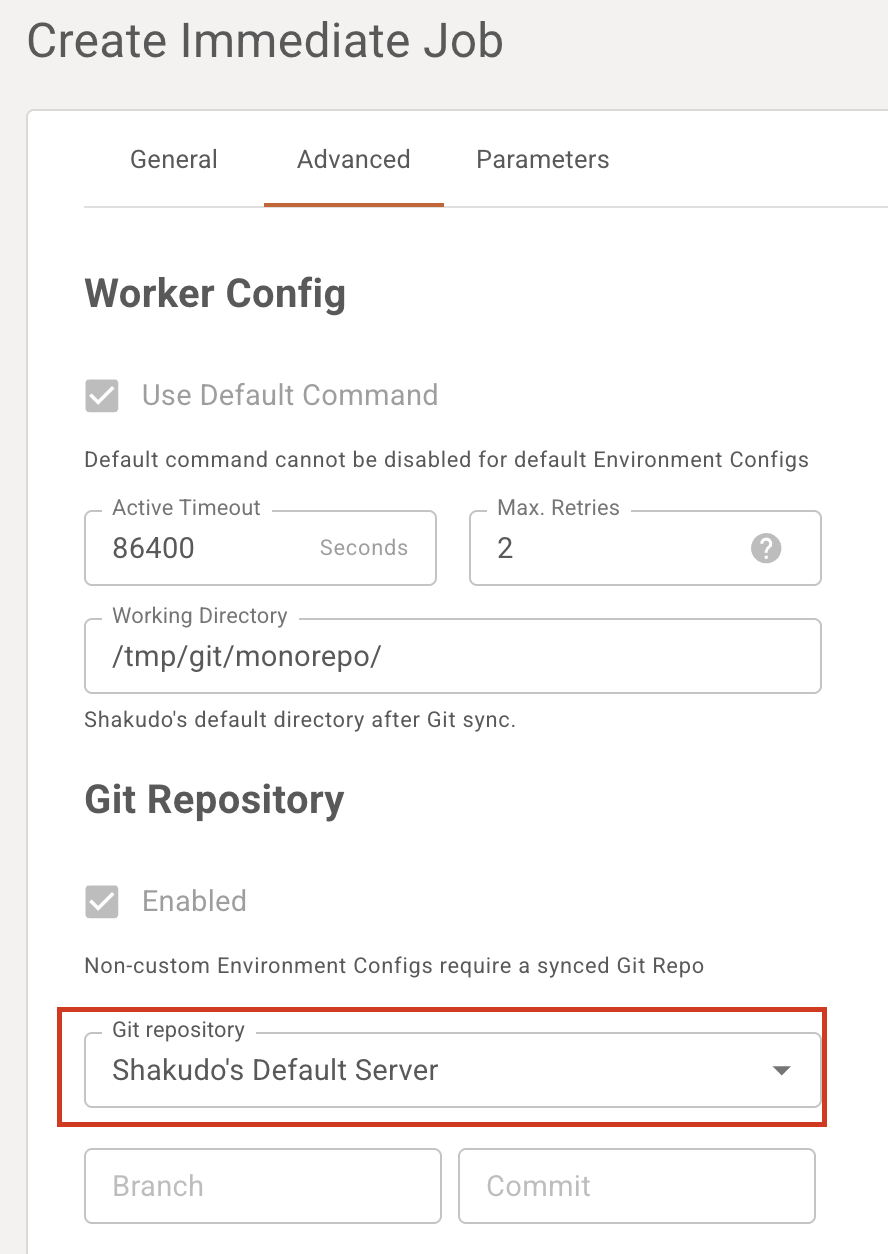 Create Immediate Job
General Advanced Parameters
Worker Config
Use Default Command
Default command cannot be disabled for default Environment Configs
Active Timeout Max. Retries
86400 Seconds 2 ?
Working Directory
/tmp/git/monorepo/
Shakudo's default directory after Git sync.
Git Repository
Enabled
Non-custom Environment Configs require a synced Git Repo
Git repository
Shakudo's Default Server
Branch Commit